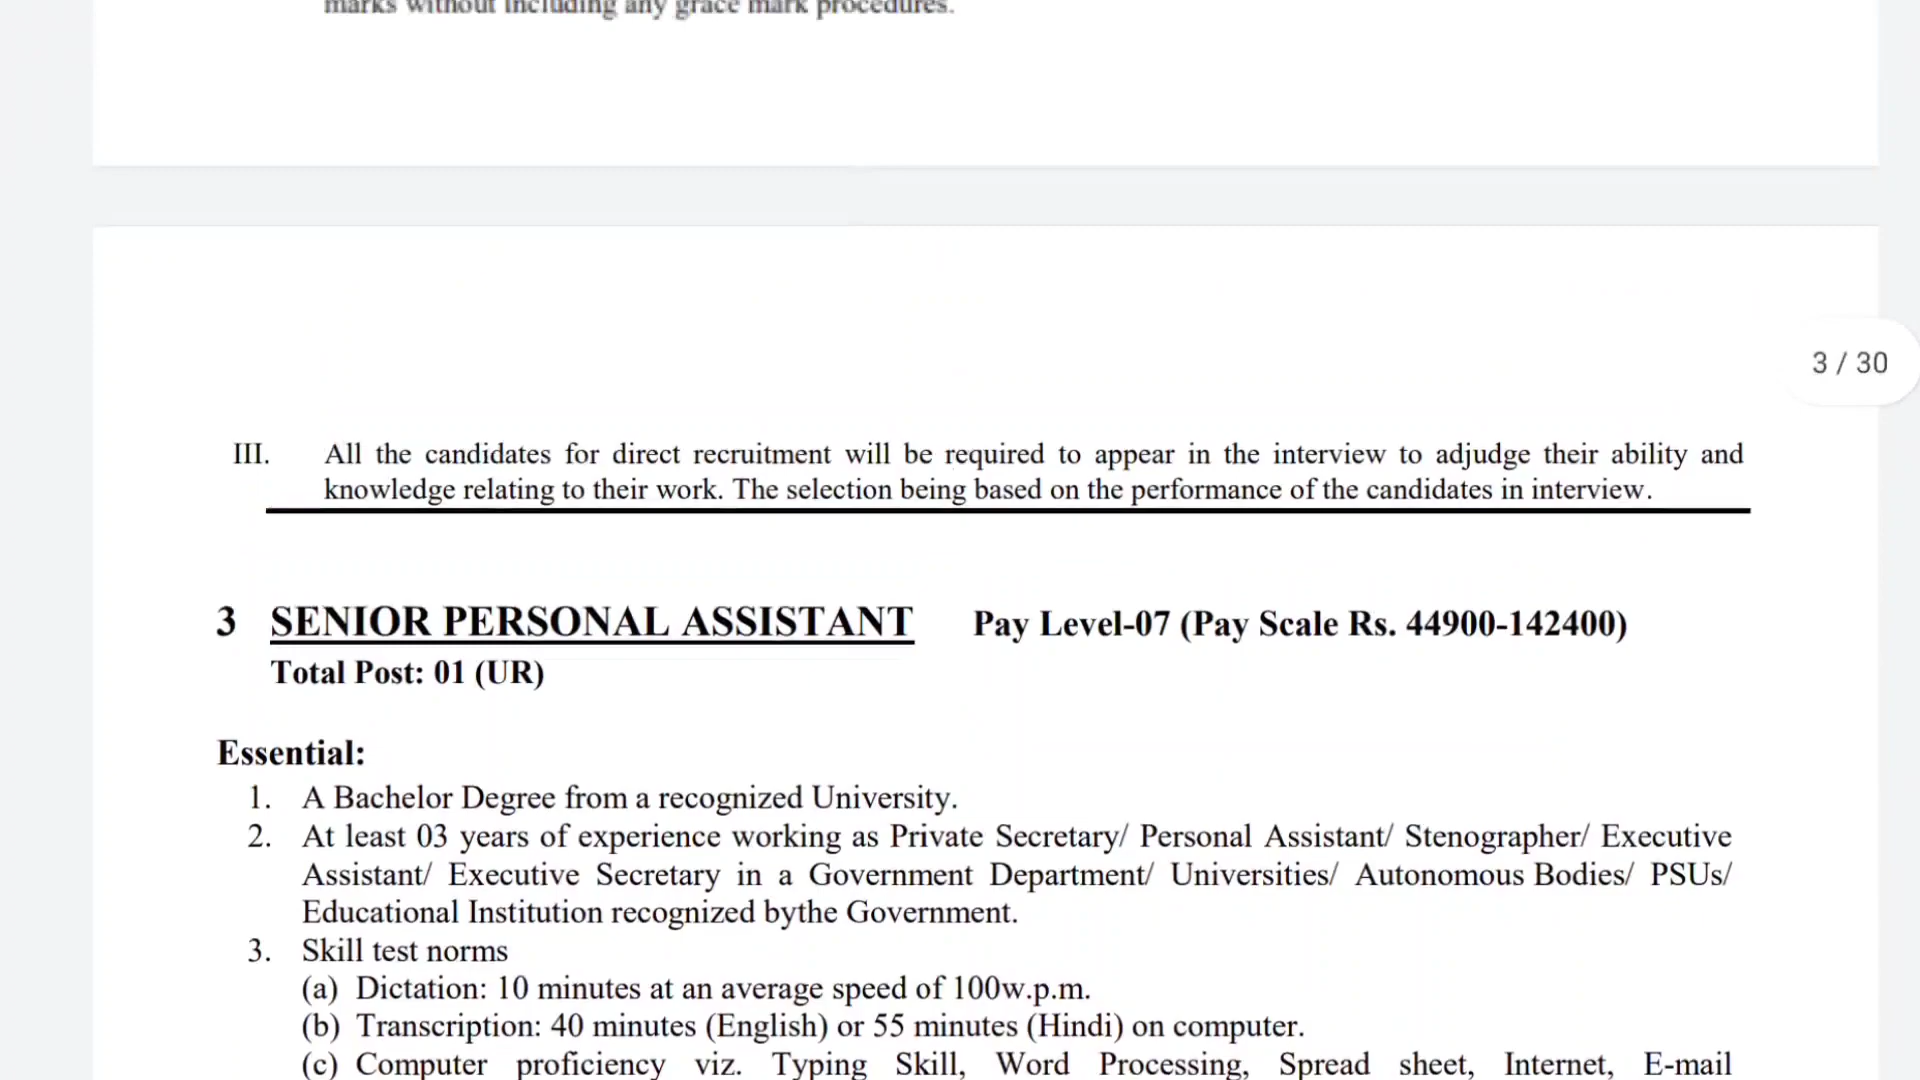 marks without including any grace mark procedures.
3 / 30
III. All the candidates for direct recruitment will be required to appear in the interview to adjudge their ability and
knowledge relating to their work. The selection being based on the performance of the candidates in interview.
3 SENIOR PERSONAL ASSISTANT Pay Level-07 (Pay Scale Rs. 44900-142400)
Total Post: 01 (UR)
Essential:
1. A Bachelor Degree from a recognized University.
2. At least 03 years of experience working as Private Secretary/ Personal Assistant/ Stenographer/ Executive
Assistant/ Executive Secretary in a Government Department/ Universities/ Autonomous Bodies/ PSUs/
Educational Institution recognized bythe Government.
3. Skill test norms
(a) Dictation: 10 minutes at an average speed of 100w.p.m.
(b) Transcription: 40 minutes (English) or 55 minutes (Hindi) on computer.
(c) Computer proficiency viz. Typing Skill, Word Processing, Spread sheet, Internet, E-mail